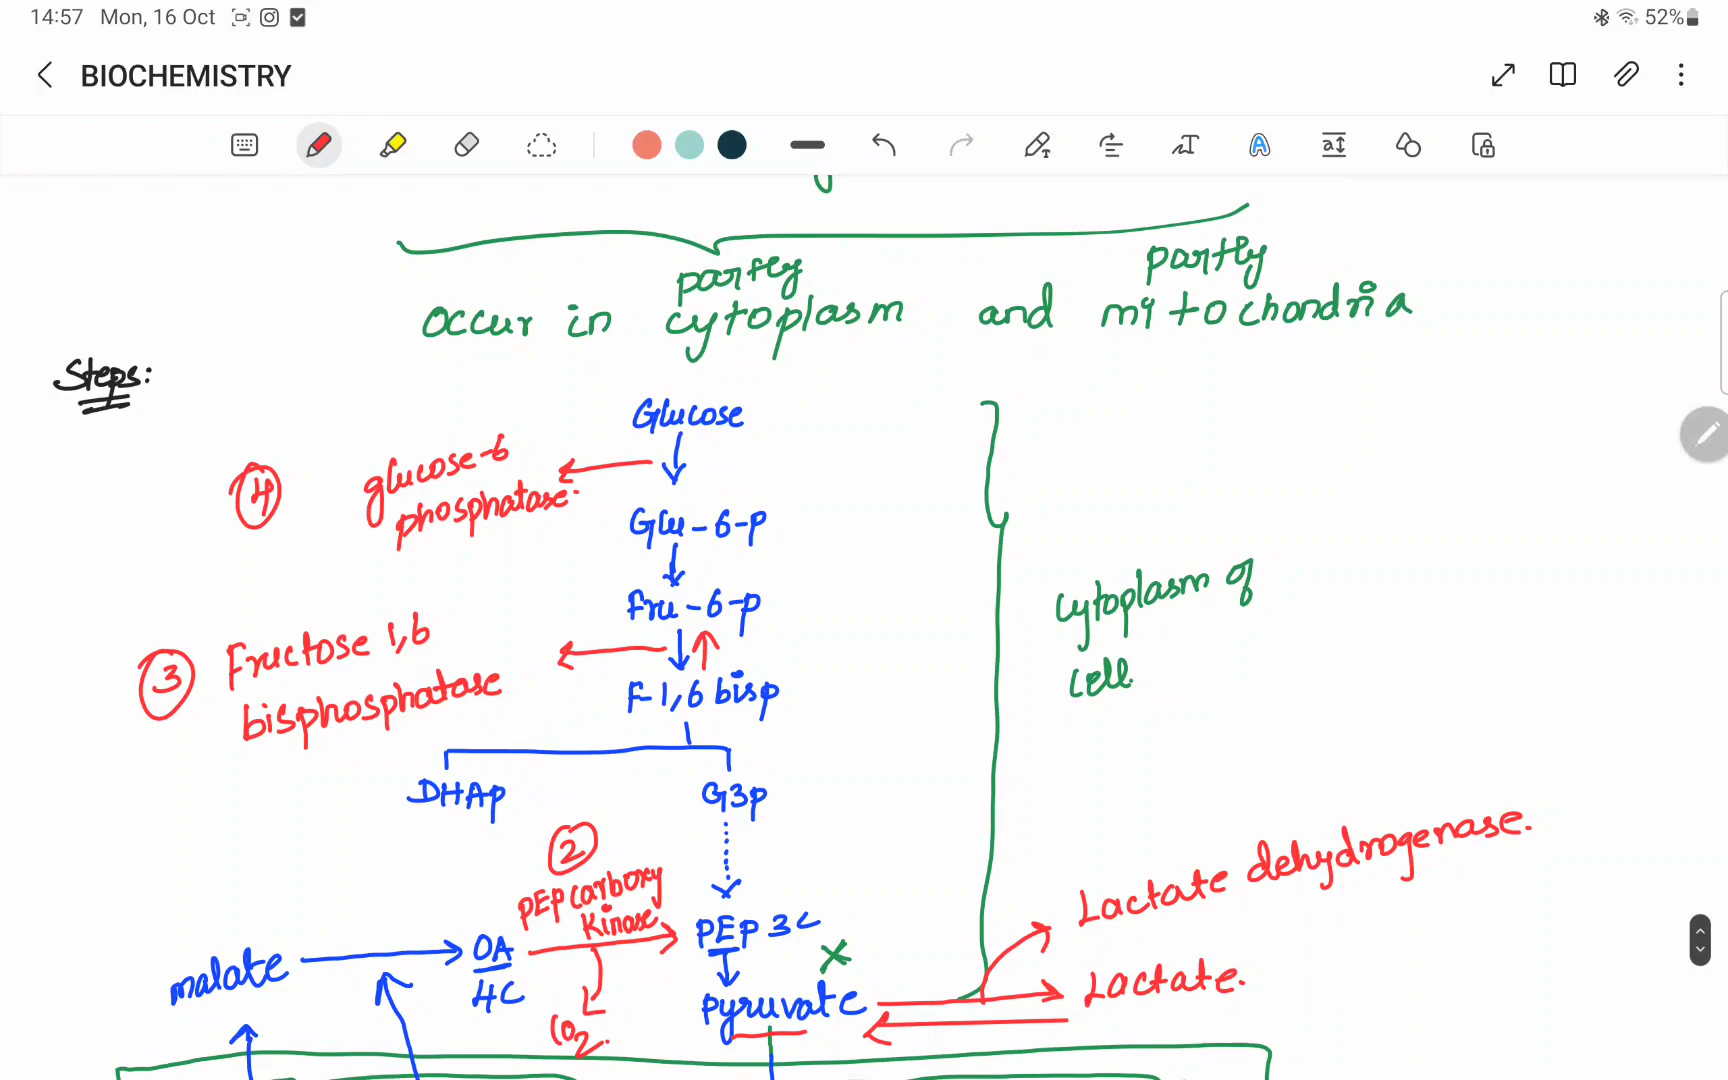 14:57 Mon, 16 Oct
52%
BIOCHEMISTRY
partly
partly
occur in cytoplasm and mitochondria
Steps:
Glucose
4
glucose-6
phosphatase.
Glu-6-p
Fru-6-p
cytoplasm of
cell.
3
Fructose 1,6
bisphosphatase
F 1,6 bisp
DHAp
G3p
2
PEP carboxy
kinase
Lactate dehydrogenase.
PEP 3C
malate
OA
4C
x
CO2.
pyruvate
Lactate.